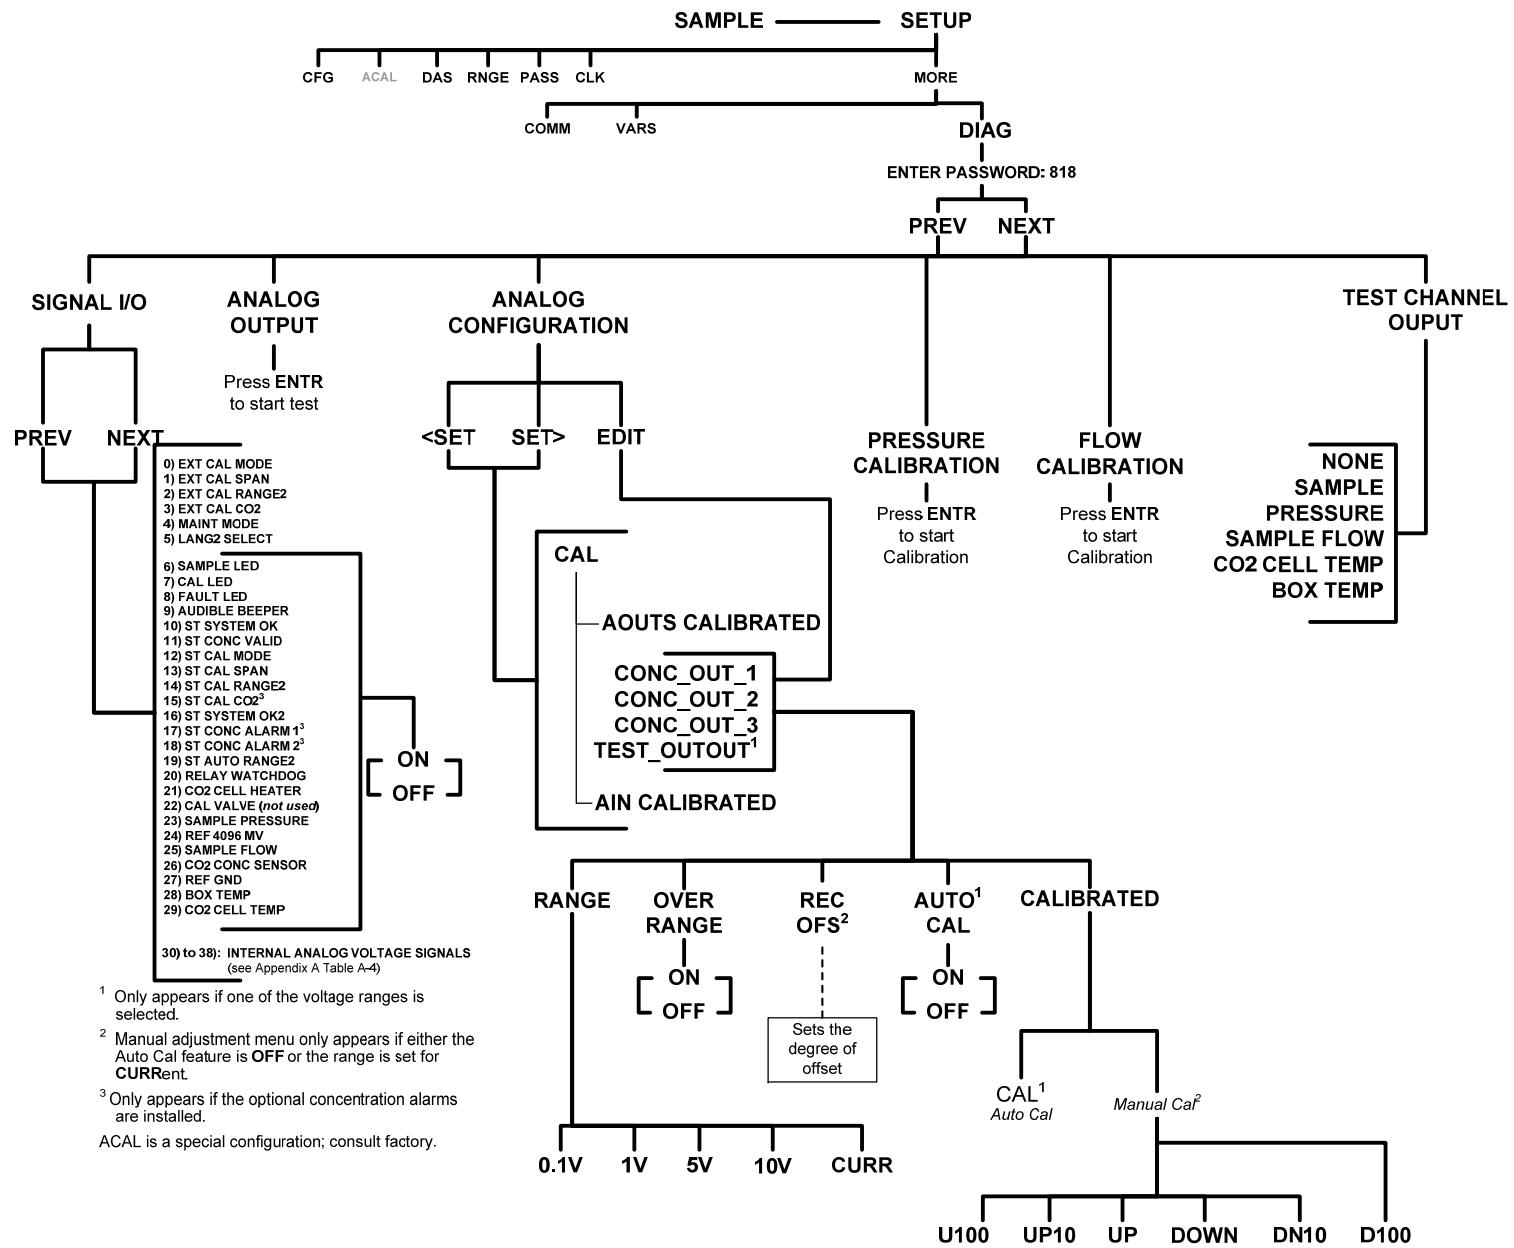 SAMPLE SETUP
CFG ACAL DAS RNGE PASS CLK MORE
COMM VARS
DIAG
ENTER PASSWORD: 818
PREV NEXT
SIGNAL I/O
PREV NEXT
0) EXT CAL MODE
1) EXT CAL SPAN
2) EXT CAL RANGE2
3) EXT CAL CO2
4) MAINT MODE
5) LANG2 SELECT
6) SAMPLE LED
7) CAL LED
8) FAULT LED
9) AUDIBLE BEEPER
10) ST SYSTEM OK
11) ST CONC VALID
12) ST CAL MODE
13) ST CAL SPAN
14) ST CAL RANGE2
15) ST CAL CO2³
16) ST SYSTEM OK2
17) ST CONC ALARM 1³
18) ST CONC ALARM 2³
19) ST AUTO RANGE2
20) RELAY WATCHDOG
21) CO2 CELL HEATER
22) CAL VALVE (not used)
23) SAMPLE PRESSURE
24) REF 4096 MV
25) SAMPLE FLOW
26) CO2 CONC SENSOR
27) REF GND
28) BOX TEMP
29) CO2 CELL TEMP
30) to 38): INTERNAL ANALOG VOLTAGE SIGNALS
(see Appendix A Table A-4)
ON
OFF
ANALOG
OUTPUT
Press ENTR
to start test
ANALOG
CONFIGURATION
<SET SET> EDIT
CAL
AOUTS CALIBRATED
CONC_OUT_1
CONC_OUT_2
CONC_OUT_3
TEST_OUTOUT¹
AIN CALIBRATED
PRESSURE
CALIBRATION
Press ENTR
to start
Calibration
FLOW
CALIBRATION
Press ENTR
to start
Calibration
TEST CHANNEL
OUPUT
NONE
SAMPLE
PRESSURE
SAMPLE FLOW
CO2 CELL TEMP
BOX TEMP
RANGE
0.1V 1V 5V 10V CURR
OVER
RANGE
ON
OFF
REC
OFS²
Sets the
degree of
offset
AUTO¹
CAL
ON
OFF
CALIBRATED
CAL¹
Auto Cal
Manual Cal²
U100 UP10 UP DOWN DN10 D100
¹ Only appears if one of the voltage ranges is
selected.
² Manual adjustment menu only appears if either the
Auto Cal feature is OFF or the range is set for
CURRent.
³ Only appears if the optional concentration alarms
are installed.
ACAL is a special configuration; consult factory.